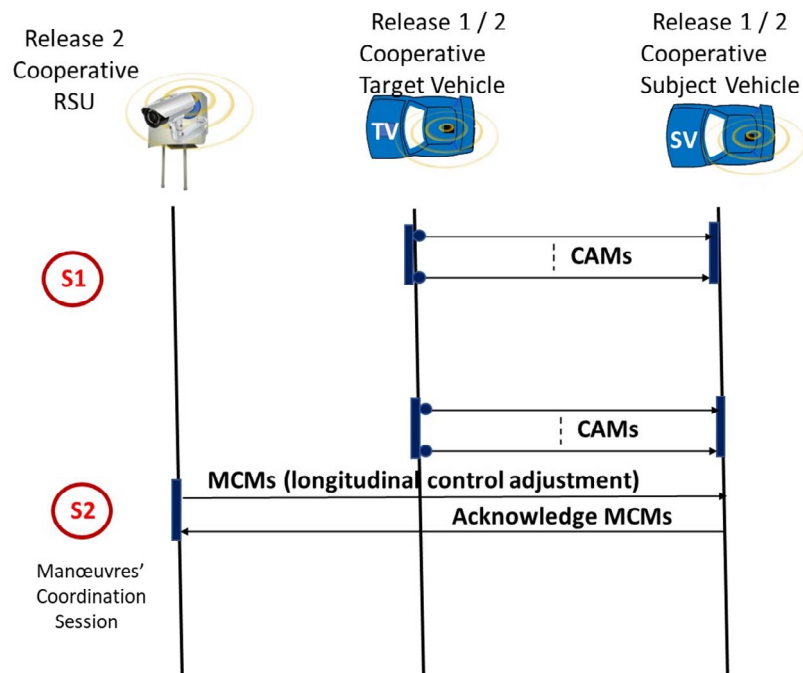 Release 2
Cooperative
RSU
Release 1 / 2
Cooperative
Target Vehicle
Release 1 / 2
Cooperative
Subject Vehicle
TV
SV
S1
CAMs
CAMs
MCMs (longitudinal control adjustment)
S2
Acknowledge MCMs
Manœuvres’
Coordination
Session